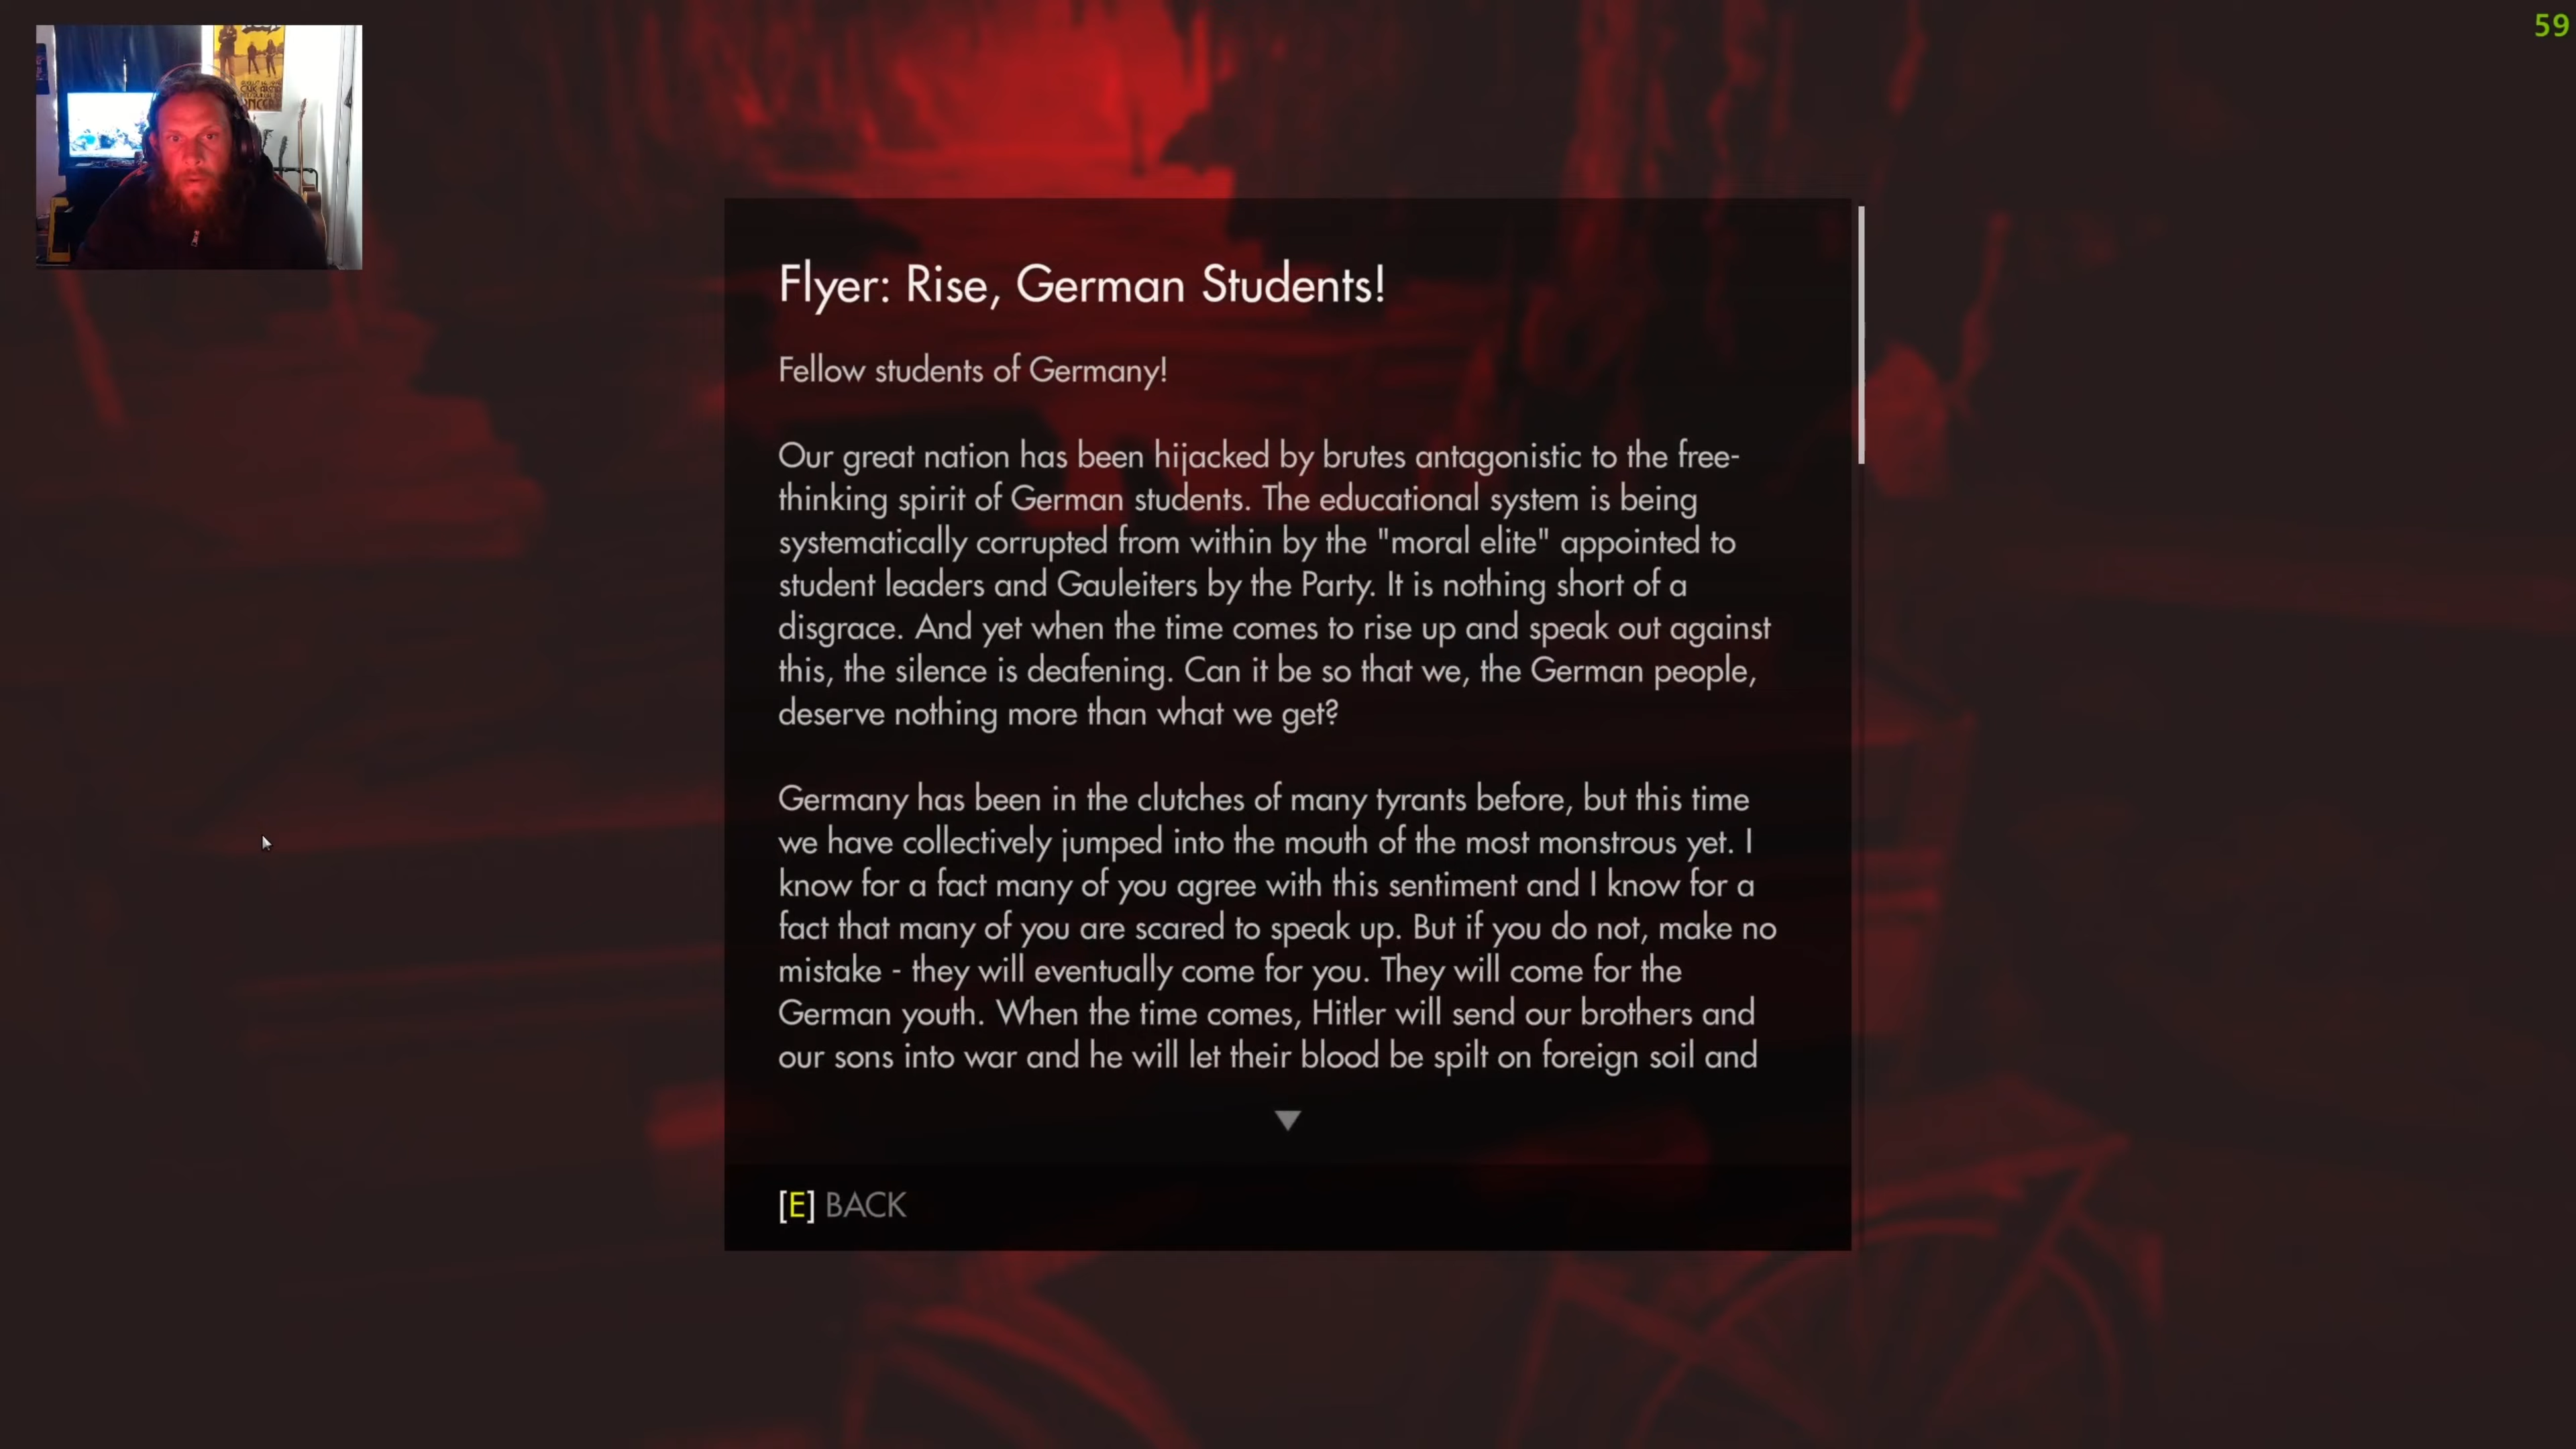 59
Flyer: Rise, German Students!
Fellow students of Germany!
Our great nation has been hijacked by brutes antagonistic to the free-
thinking spirit of German students. The educational system is being
systematically corrupted from within by the "moral elite" appointed to
student leaders and Gauleiters by the Party. It is nothing short of a
disgrace. And yet when the time comes to rise up and speak out against
this, the silence is deafening. Can it be so that we, the German people,
deserve nothing more than what we get?
Germany has been in the clutches of many tyrants before, but this time
we have collectively jumped into the mouth of the most monstrous yet. I
know for a fact many of you agree with this sentiment and I know for a
fact that many of you are scared to speak up. But if you do not, make no
mistake - they will eventually come for you. They will come for the
German youth. When the time comes, Hitler will send our brothers and
our sons into war and he will let their blood be spilt on foreign soil and
[E] BACK